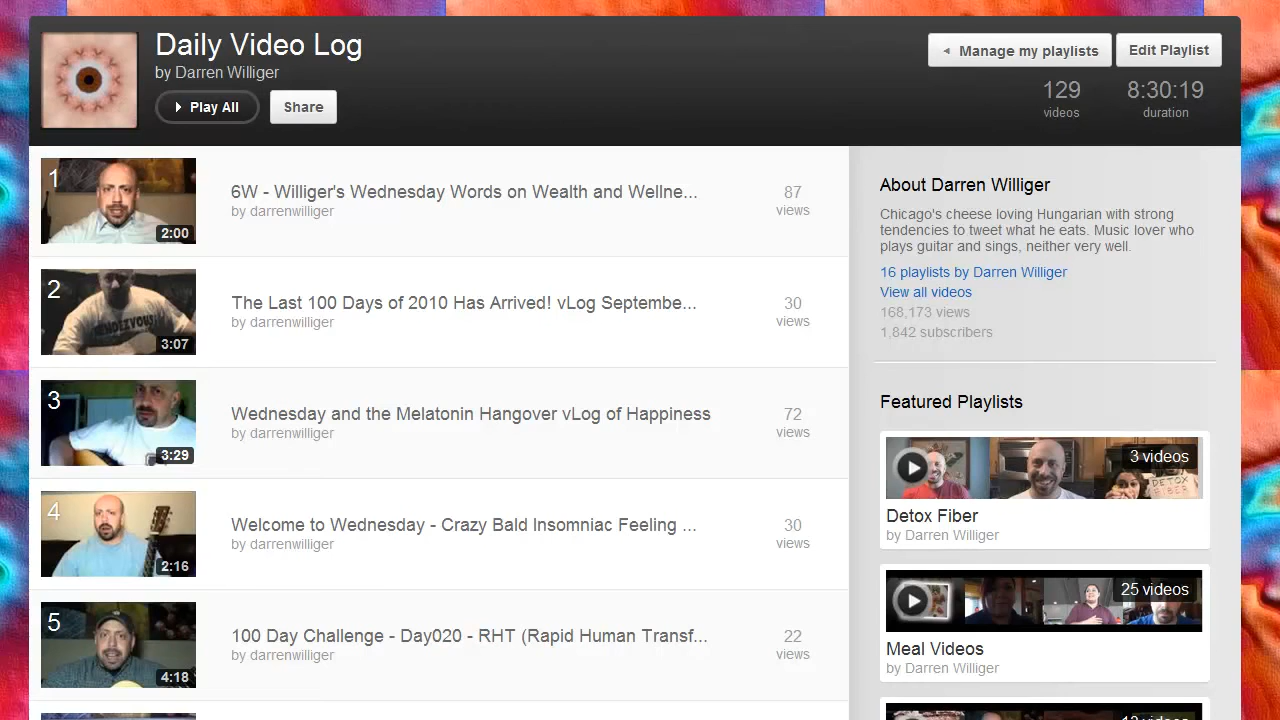 Daily Video Log
by Darren Williger
Play All
Share
Manage my playlists
Edit Playlist
129
videos
8:30:19
duration
1
2:00
6W - Williger's Wednesday Words on Wealth and Wellne...
by darrenwilliger
87
views
2
RENDEZVOUS
3:07
The Last 100 Days of 2010 Has Arrived! vLog Septembe...
by darrenwilliger
30
views
3
3:29
Wednesday and the Melatonin Hangover vLog of Happiness
by darrenwilliger
72
views
4
2:16
Welcome to Wednesday - Crazy Bald Insomniac Feeling ...
by darrenwilliger
30
views
5
4:18
100 Day Challenge - Day020 - RHT (Rapid Human Transf...
by darrenwilliger
22
views
About Darren Williger
Chicago's cheese loving Hungarian with strong
tendencies to tweet what he eats. Music lover who
plays guitar and sings, neither very well.
16 playlists by Darren Williger
View all videos
168,173 views
1,842 subscribers
Featured Playlists
3 videos
DETOX
FIBER
Detox Fiber
by Darren Williger
25 videos
Meal Videos
by Darren Williger